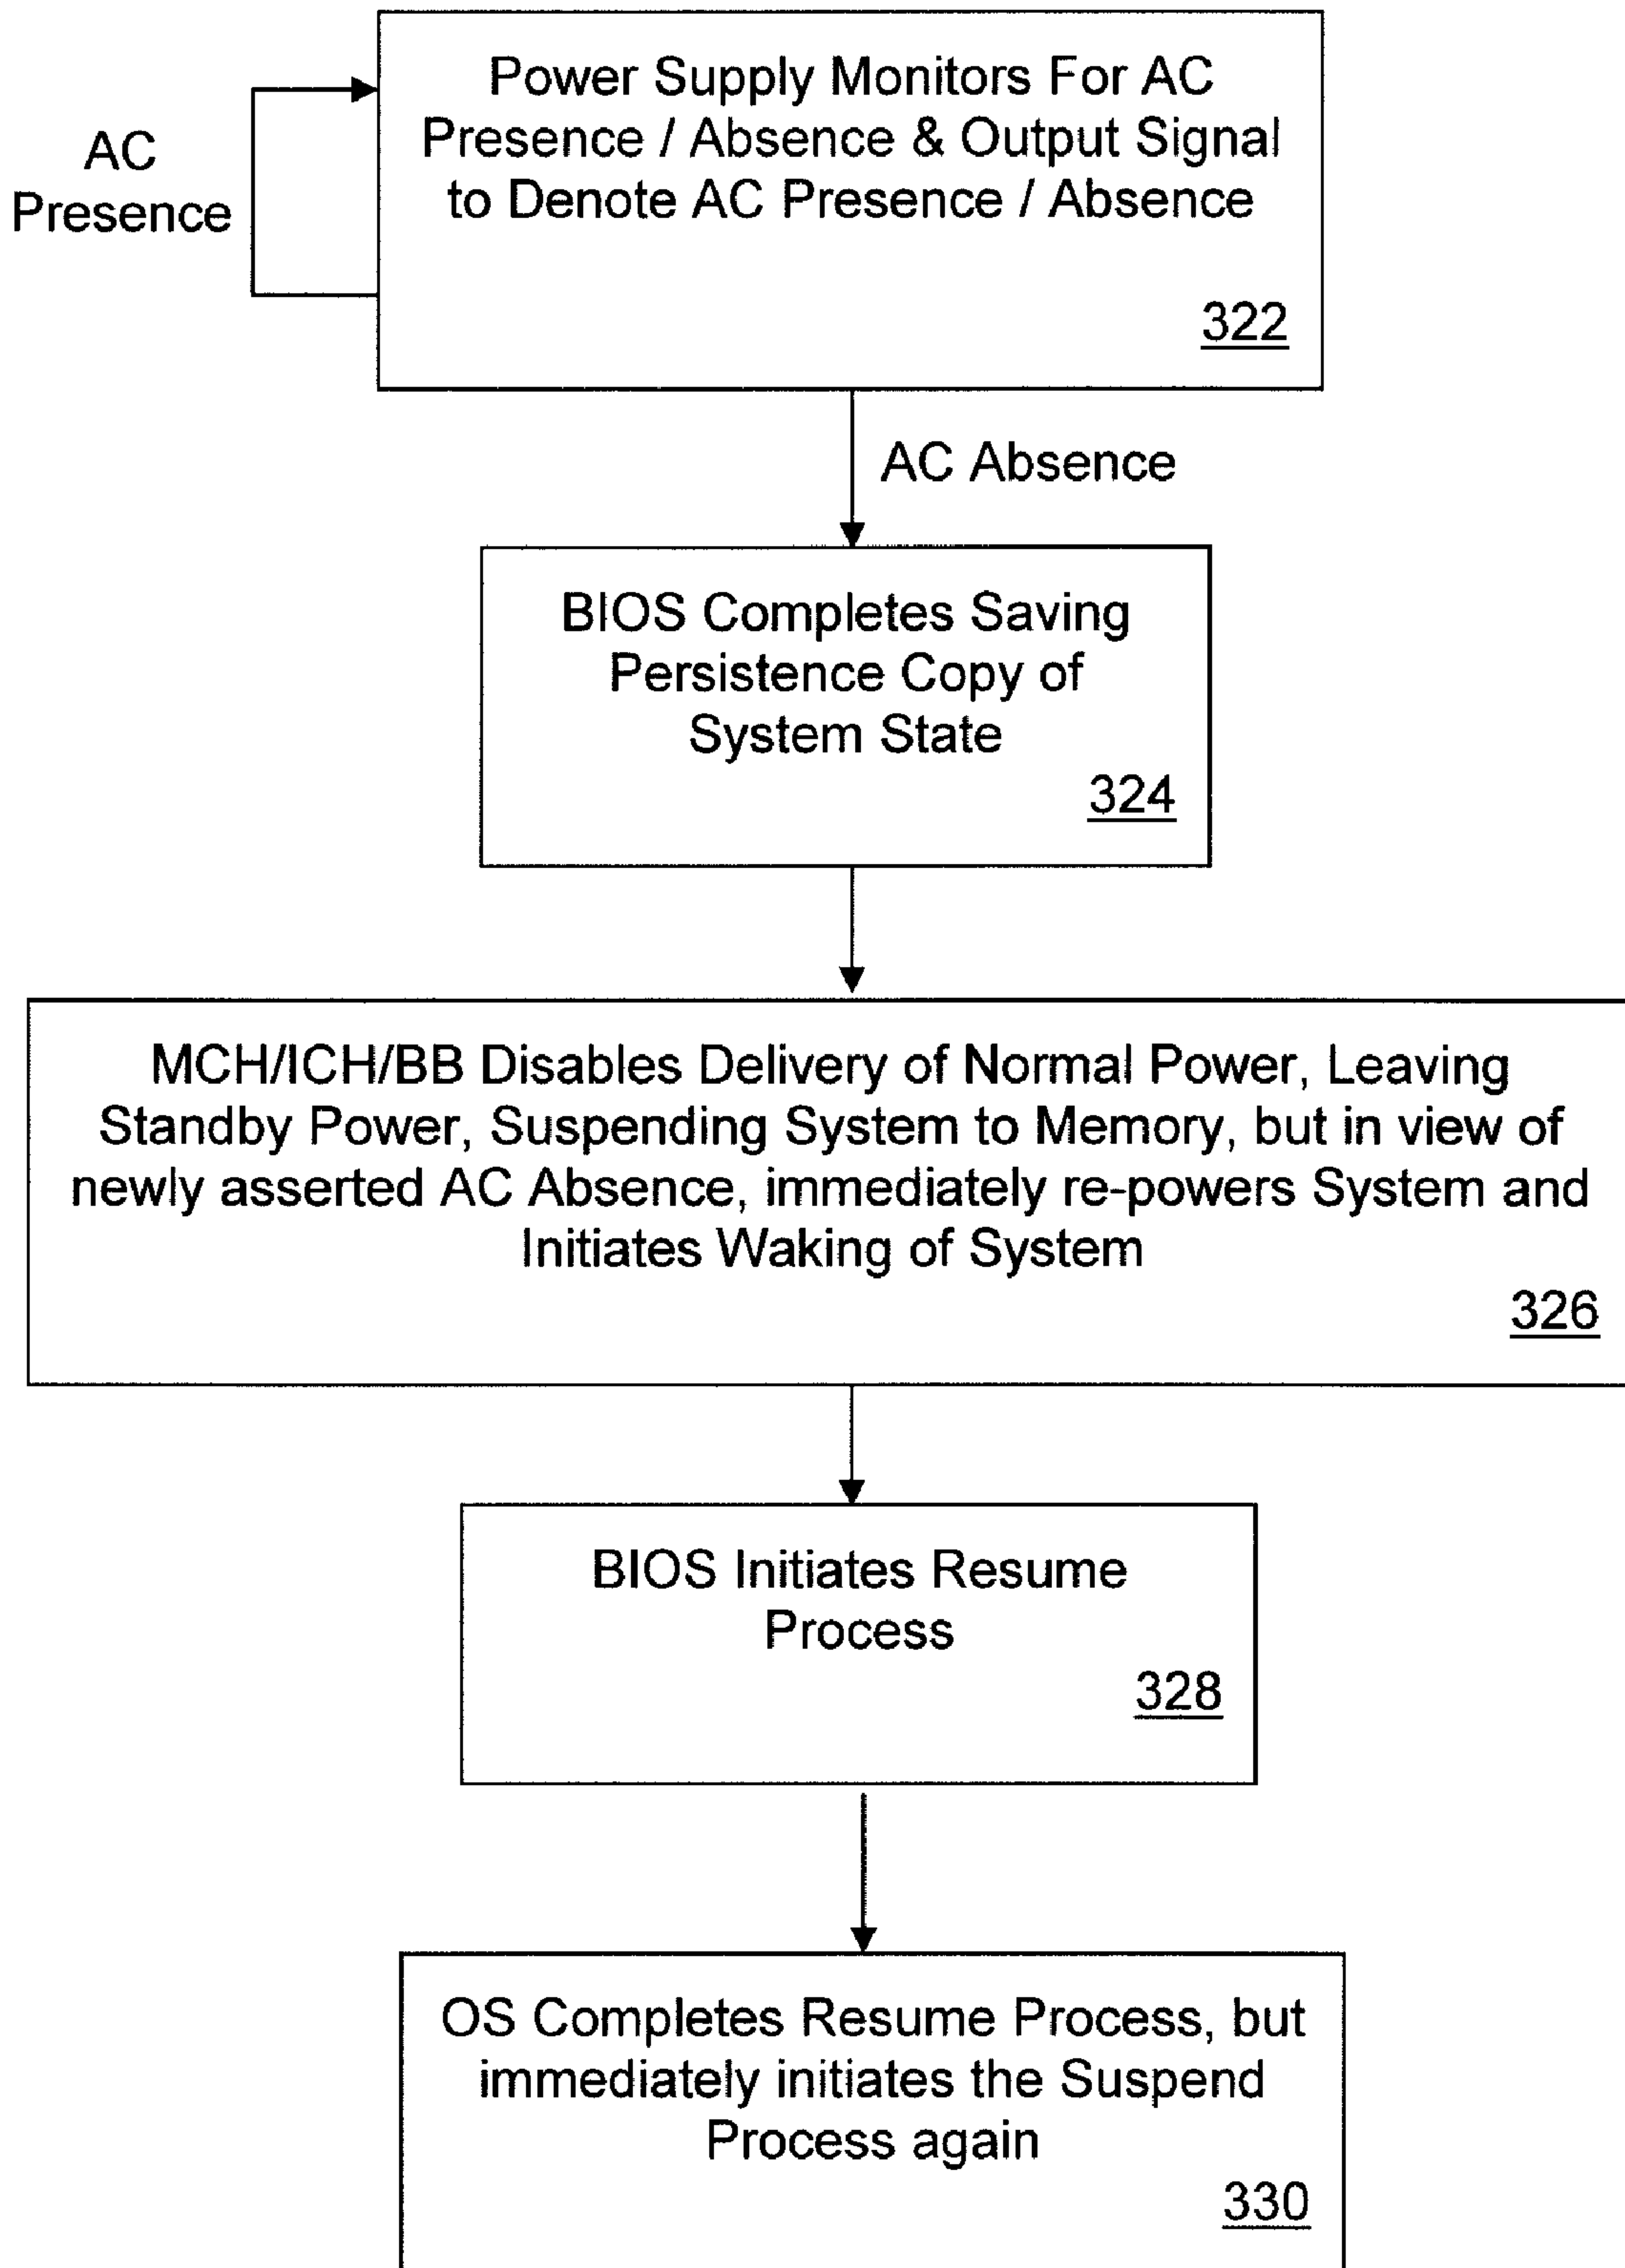 Power Supply Monitors For AC
Presence / Absence & Output Signal
to Denote AC Presence / Absence
322
AC
Presence
AC Absence
BIOS Completes Saving
Persistence Copy of
System State
324
MCH/ICH/BB Disables Delivery of Normal Power, Leaving
Standby Power, Suspending System to Memory, but in view of
newly asserted AC Absence, immediately re-powers System and
Initiates Waking of System
326
BIOS Initiates Resume
Process
328
OS Completes Resume Process, but
immediately initiates the Suspend
Process again
330